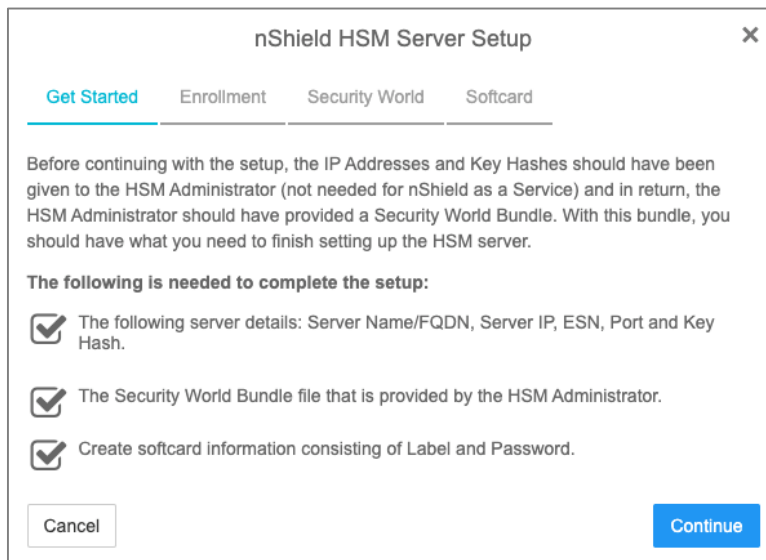 nShield HSM Server Setup
Get Started
Enrollment
Security World
Softcard
Before continuing with the setup, the IP Addresses and Key Hashes should have been
given to the HSM Administrator (not needed for nShield as a Service) and in return, the
HSM Administrator should have provided a Security World Bundle. With this bundle, you
should have what you need to finish setting up the HSM server.
The following is needed to complete the setup:
The following server details: Server Name/FQDN, Server IP, ESN, Port and Key
Hash.
The Security World Bundle file that is provided by the HSM Administrator.
Create softcard information consisting of Label and Password.
Cancel
Continue